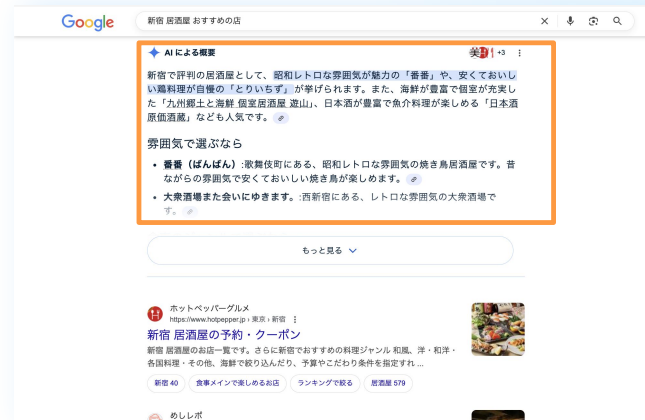 Google
新宿 居酒屋 おすすめの店
AI による概要
+3
新宿で評判の居酒屋として、昭和レトロな雰囲気が魅力の「番番」や、安くておいし
い鶏料理が自慢の「とりいちず」が挙げられます。また、海鮮が豊富で個室が充実し
た「九州郷土と海鮮 個室居酒屋 遊山」、日本酒が豊富で魚介料理が楽しめる「日本酒
原価酒蔵」なども人気です。
雰囲気で選ぶなら
• 番番（ばんばん）:歌舞伎町にある、昭和レトロな雰囲気の焼き鳥居酒屋です。昔
ながらの雰囲気で安くておいしい焼き鳥が楽しめます。
• 大衆酒場また会いにゆきます。:西新宿にある、レトロな雰囲気の大衆酒場で
す。
もっと見る
ホットペッパーグルメ
https://www.hotpepper.jp › 東京 › 新宿
新宿 居酒屋の予約・クーポン
新宿 居酒屋のお店一覧です。さらに新宿でおすすめの料理ジャンル 和風、洋・和洋・
各国料理・その他、海鮮で絞り込んだり、予算やこだわり条件を指定すれ ...
新宿 40
食事メインで楽しめるお店
ランキングで絞る
居酒屋 579
めしレポ